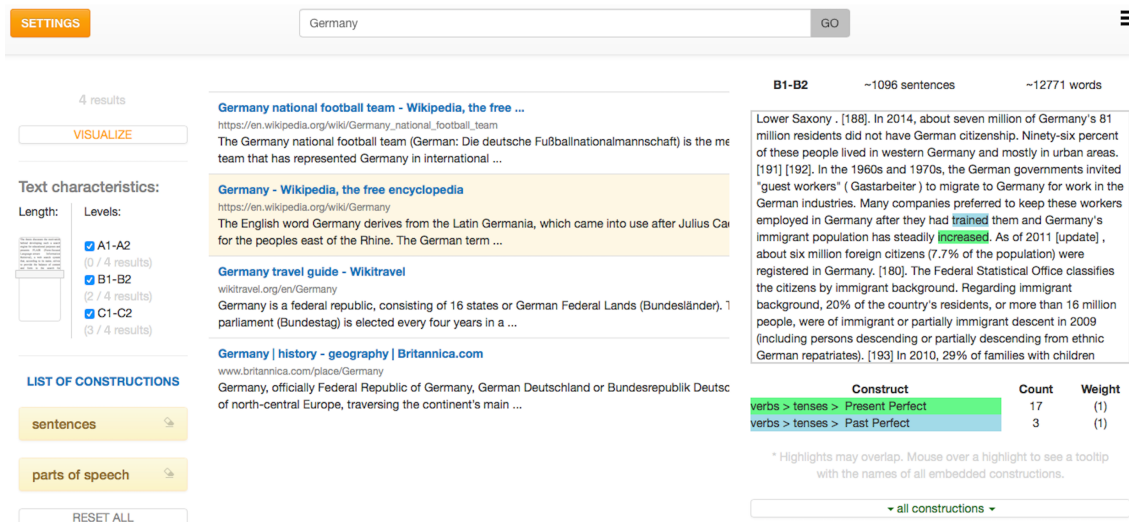 SETTINGS
Germany
GO
4 results
VISUALIZE
Text characteristics:
Length:
Levels:
A1-A2
(0 / 4 results)
B1-B2
(2 / 4 results)
C1-C2
(3 / 4 results)
LIST OF CONSTRUCTIONS
sentences
parts of speech
RESET ALL
Germany national football team - Wikipedia, the free ...
https://en.wikipedia.org/wiki/Germany_national_football_team
The Germany national football team (German: Die deutsche Fußballnationalmannschaft) is the me
team that has represented Germany in international ...
Germany - Wikipedia, the free encyclopedia
https://en.wikipedia.org/wiki/Germany
The English word Germany derives from the Latin Germania, which came into use after Julius Cae
for the peoples east of the Rhine. The German term ...
Germany travel guide - Wikitravel
wikitravel.org/en/Germany
Germany is a federal republic, consisting of 16 states or German Federal Lands (Bundesländer). T
parliament (Bundestag) is elected every four years in a ...
Germany | history - geography | Britannica.com
www.britannica.com/place/Germany
Germany, officially Federal Republic of Germany, German Deutschland or Bundesrepublik Deutsc
of north-central Europe, traversing the continent's main ...
B1-B2 ~1096 sentences ~12771 words
Lower Saxony . [188]. In 2014, about seven million of Germany's 81
million residents did not have German citizenship. Ninety-six percent
of these people lived in western Germany and mostly in urban areas.
[191] [192]. In the 1960s and 1970s, the German governments invited
"guest workers" ( Gastarbeiter ) to migrate to Germany for work in the
German industries. Many companies preferred to keep these workers
employed in Germany after they had trained them and Germany's
immigrant population has steadily increased. As of 2011 [update] ,
about six million foreign citizens (7.7% of the population) were
registered in Germany. [180]. The Federal Statistical Office classifies
the citizens by immigrant background. Regarding immigrant
background, 20% of the country's residents, or more than 16 million
people, were of immigrant or partially immigrant descent in 2009
(including persons descending or partially descending from ethnic
German repatriates). [193] In 2010, 29% of families with children
Construct Count Weight
verbs > tenses > Present Perfect 17 (1)
verbs > tenses > Past Perfect 3 (1)
* Highlights may overlap. Mouse over a highlight to see a tooltip
with the names of all embedded constructions.
all constructions